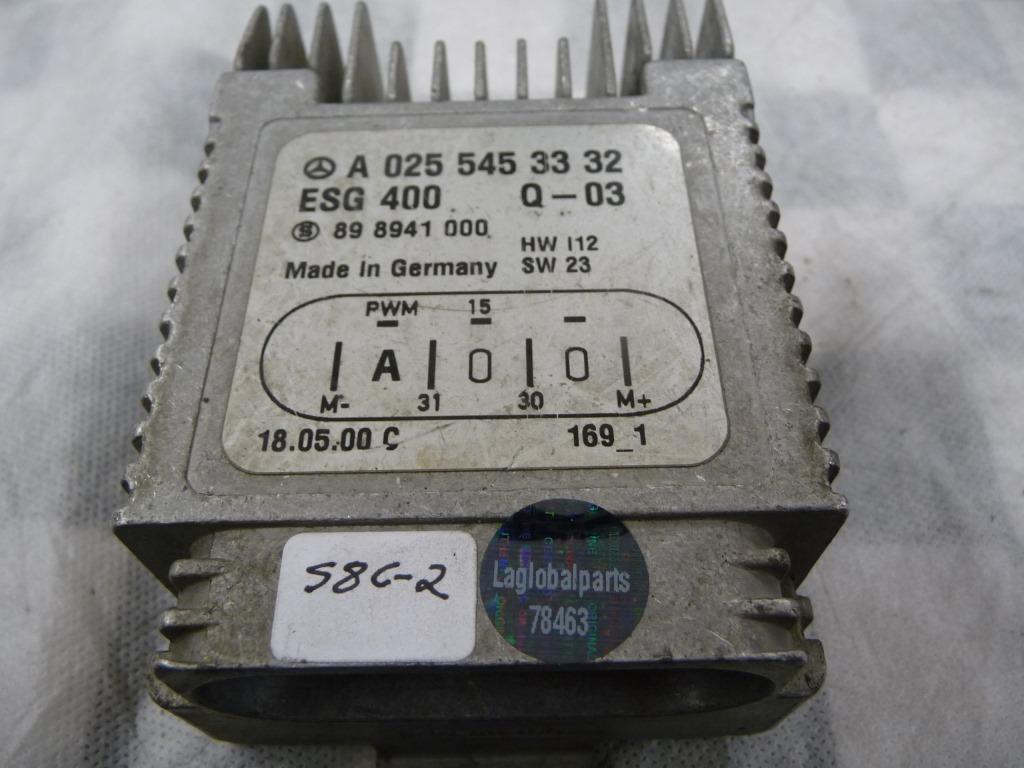 A 025 545 33 32
ESG 400 Q-03
S 89 8941 000 HW I12
Made in Germany SW 23
PWM 15
A 0 0
M- 31 30 M+
18.05.00 Ç 169_1
S8G-2
Laglobalparts
78463